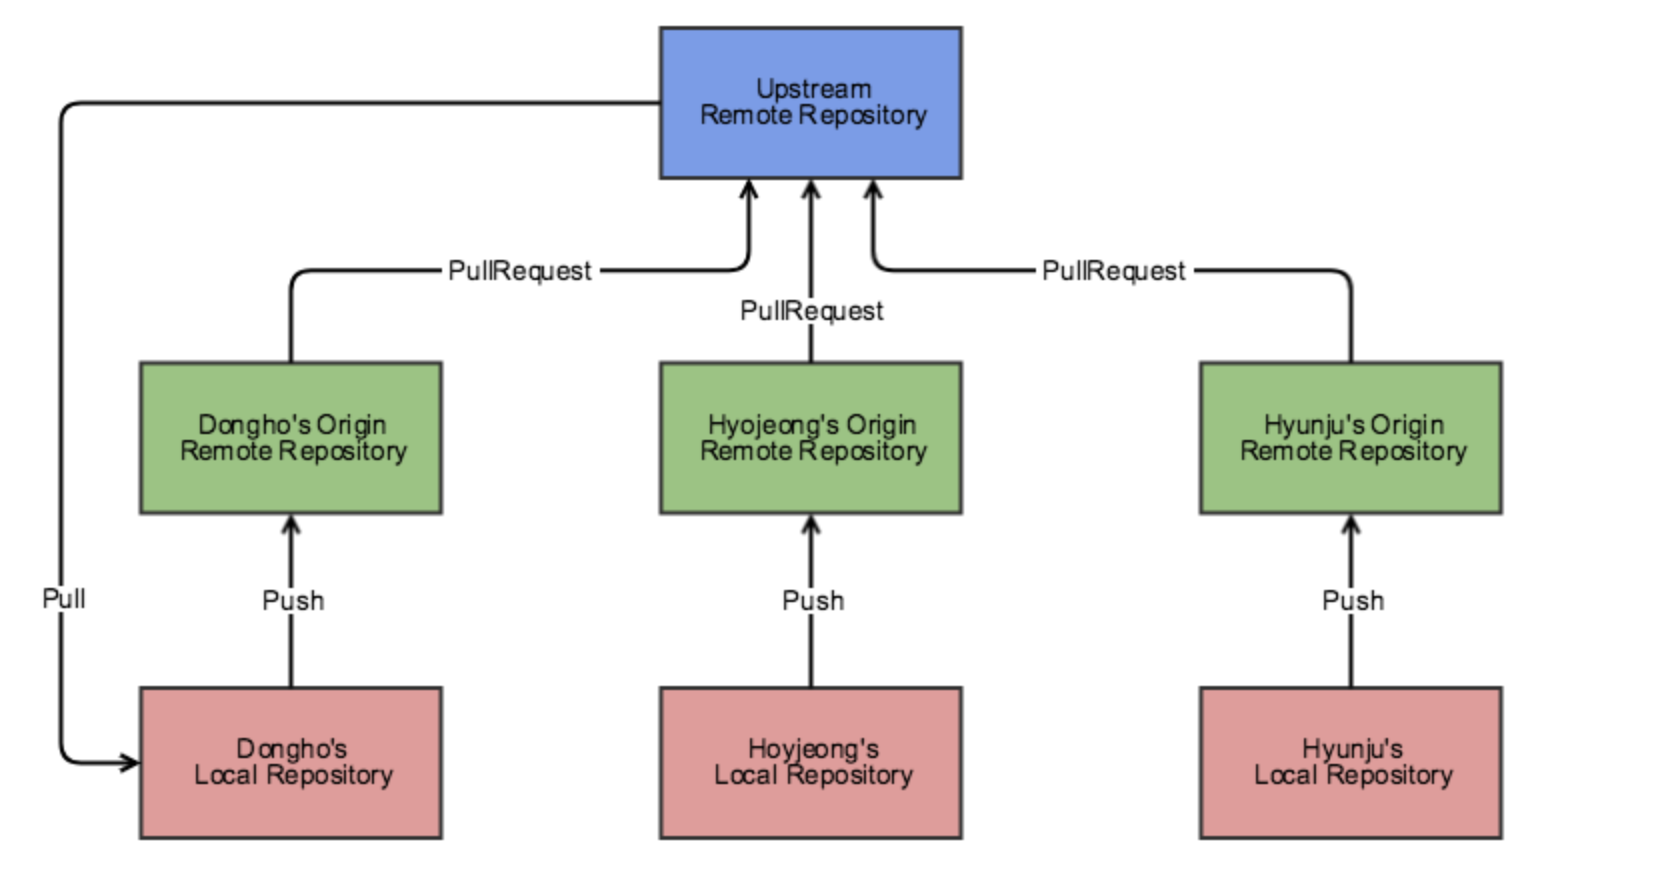 Upstream
Remote Repository
PullRequest
PullRequest
PullRequest
Dongho's Origin
Remote Repository
Hyojeong's Origin
Remote Repository
Hyunju's Origin
Remote Repository
Pull
Push
Push
Push
Dongho's
Local Repository
Hoyjeong's
Local Repository
Hyunju's
Local Repository